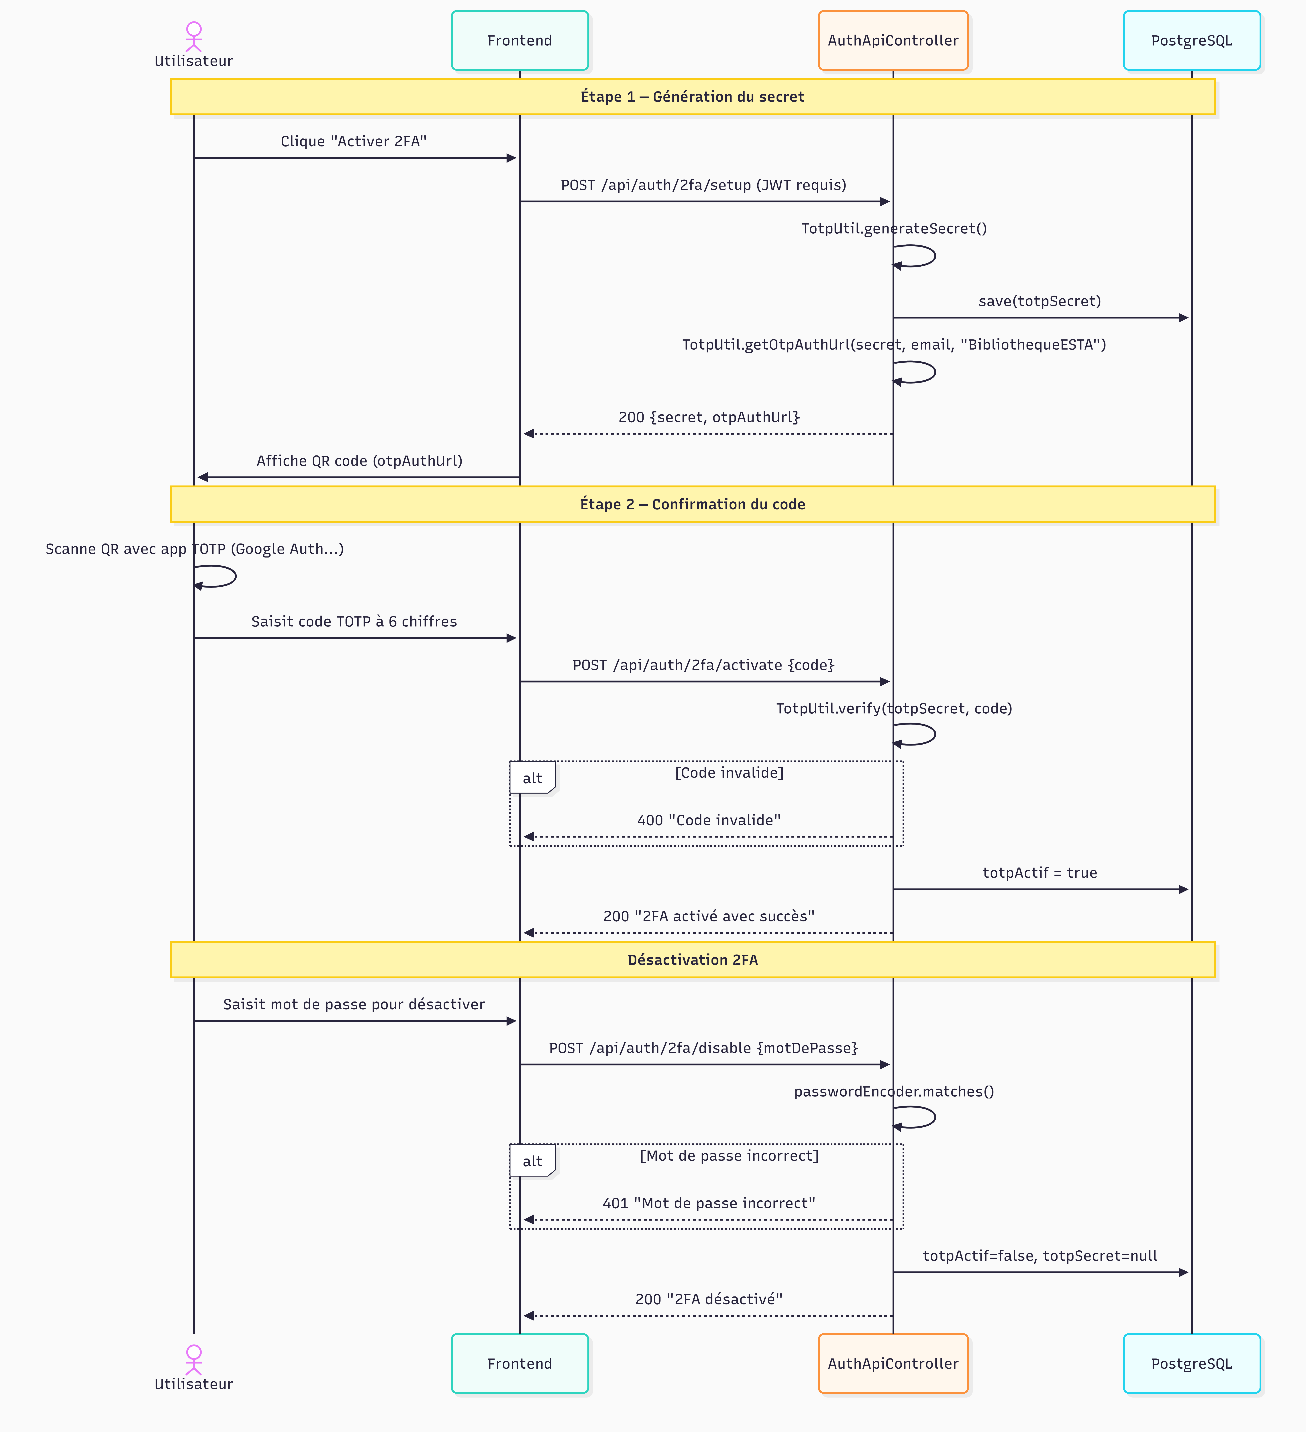 Utilisateur
Frontend
AuthApiController
PostgreSQL
Étape 1 – Génération du secret
Clique "Activer 2FA"
POST /api/auth/2fa/setup (JWT requis)
TotpUtil.generateSecret()
save(totpSecret)
TotpUtil.getOtpAuthUrl(secret, email, "BibliothequeESTA")
200 {secret, otpAuthUrl}
Affiche QR code (otpAuthUrl)
Étape 2 – Confirmation du code
Scanne QR avec app TOTP (Google Auth...)
Saisit code TOTP à 6 chiffres
POST /api/auth/2fa/activate {code}
TotpUtil.verify(totpSecret, code)
alt
[Code invalide]
400 "Code invalide"
totpActif = true
200 "2FA activé avec succès"
Désactivation 2FA
Saisit mot de passe pour désactiver
POST /api/auth/2fa/disable {motDePasse}
passwordEncoder.matches()
alt
[Mot de passe incorrect]
401 "Mot de passe incorrect"
totpActif=false, totpSecret=null
200 "2FA désactivé"
Utilisateur
Frontend
AuthApiController
PostgreSQL